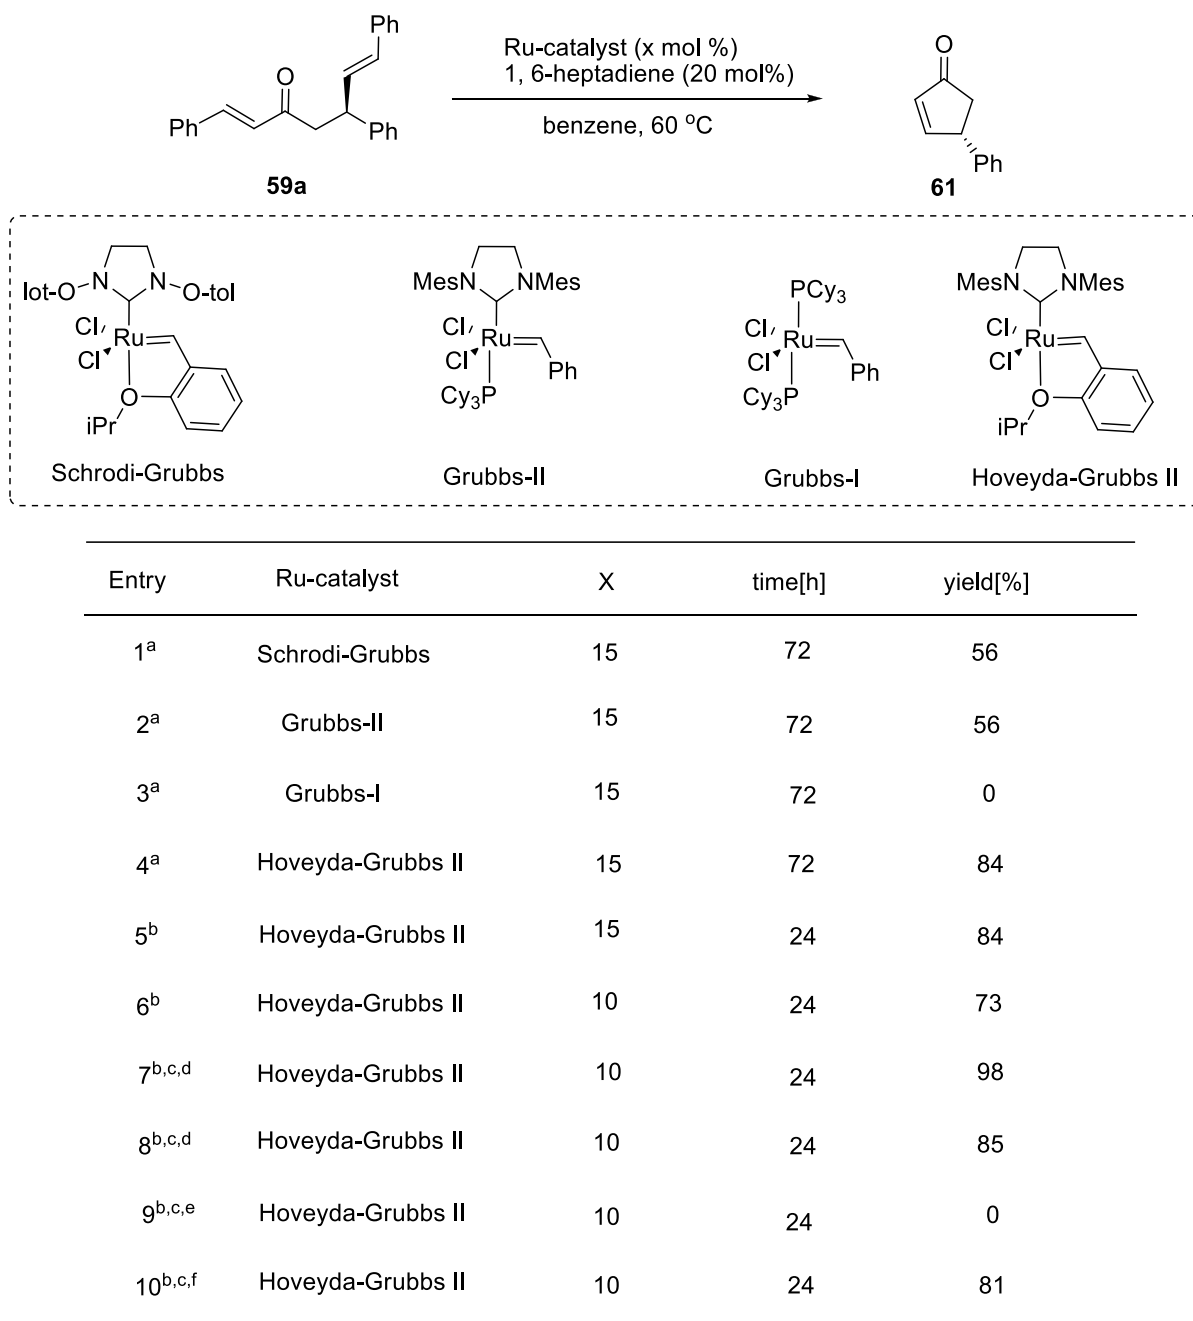 Ph
O
Ph
Ph
59a
Ru-catalyst (x mol %)
1, 6-heptadiene (20 mol%)
benzene, 60 °C
O
Ph
61
lot-O N N O-tol
Cl Ru
Cl
O
iPr
Schrodi-Grubbs
MesN NMes
Cl Ru
Cl
Ph
Cy3P
Grubbs-II
PCy3
Cl Ru
Cl
Ph
Cy3P
Grubbs-I
MesN NMes
Cl Ru
Cl
O
iPr
Hoveyda-Grubbs II
Entry Ru-catalyst X time[h] yield[%]
1a Schrodi-Grubbs 15 72 56
2a Grubbs-II 15 72 56
3a Grubbs-I 15 72 0
4a Hoveyda-Grubbs II 15 72 84
5b Hoveyda-Grubbs II 15 24 84
6b Hoveyda-Grubbs II 10 24 73
7b,c,d Hoveyda-Grubbs II 10 24 98
8b,c,d Hoveyda-Grubbs II 10 24 85
9b,c,e Hoveyda-Grubbs II 10 24 0
10b,c,f Hoveyda-Grubbs II 10 24 81